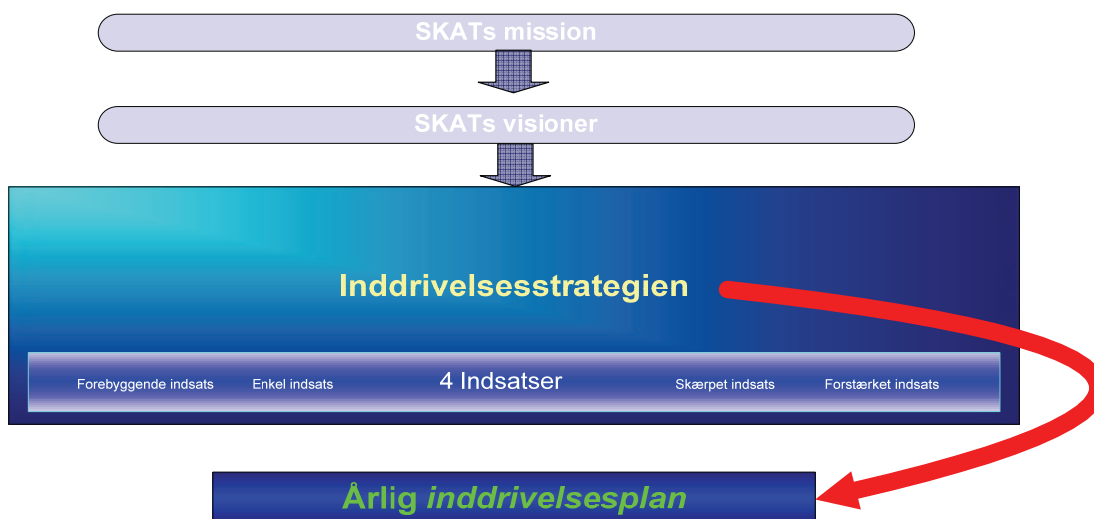 SKATs mission
SKATs visioner
Inddrivelsesstrategien
Forebyggende indsats Enkel indsats 4 Indsatser Skærpet indsats Forstærket indsats
Årlig inddrivelsesplan